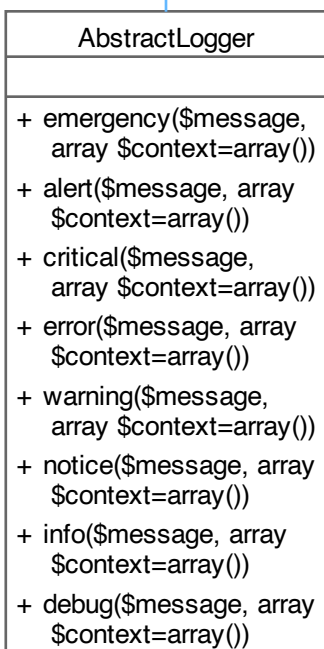 AbstractLogger
+ emergency($message,
array $context=array())
+ alert($message, array
$context=array())
+ critical($message,
array $context=array())
+ error($message, array
$context=array())
+ warning($message,
array $context=array())
+ notice($message, array
$context=array())
+ info($message, array
$context=array())
+ debug($message, array
$context=array())